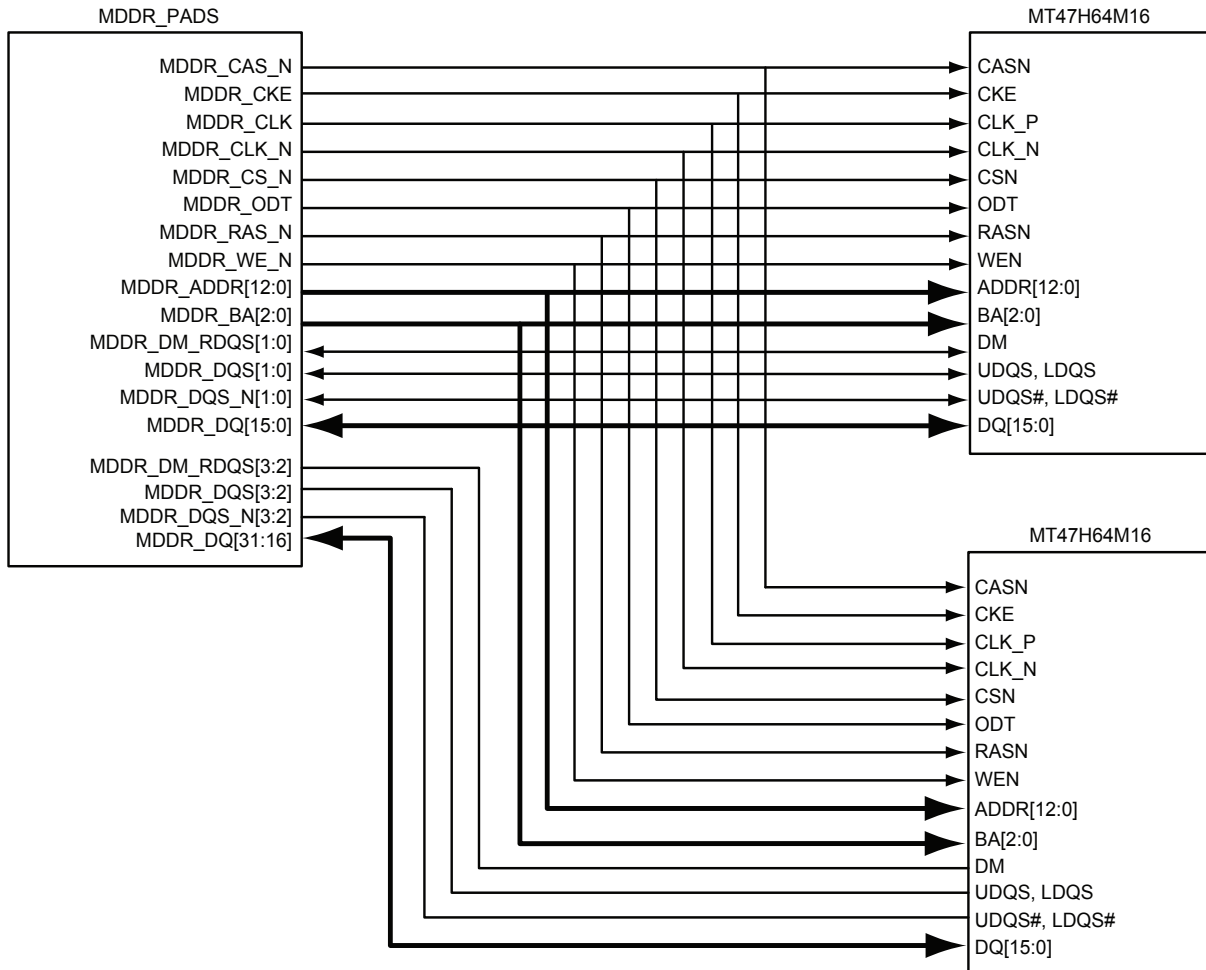 MDDR_PADS
MDDR_CAS_N
MDDR_CKE
MDDR_CLK
MDDR_CLK_N
MDDR_CS_N
MDDR_ODT
MDDR_RAS_N
MDDR_WE_N
MDDR_ADDR[12:0]
MDDR_BA[2:0]
MDDR_DM_RDQS[1:0]
MDDR_DQS[1:0]
MDDR_DQS_N[1:0]
MDDR_DQ[15:0]
MDDR_DM_RDQS[3:2]
MDDR_DQS[3:2]
MDDR_DQS_N[3:2]
MDDR_DQ[31:16]
MT47H64M16
CASN
CKE
CLK_P
CLK_N
CSN
ODT
RASN
WEN
ADDR[12:0]
BA[2:0]
DM
UDQS, LDQS
UDQS#, LDQS#
DQ[15:0]
MT47H64M16
CASN
CKE
CLK_P
CLK_N
CSN
ODT
RASN
WEN
ADDR[12:0]
BA[2:0]
DM
UDQS, LDQS
UDQS#, LDQS#
DQ[15:0]